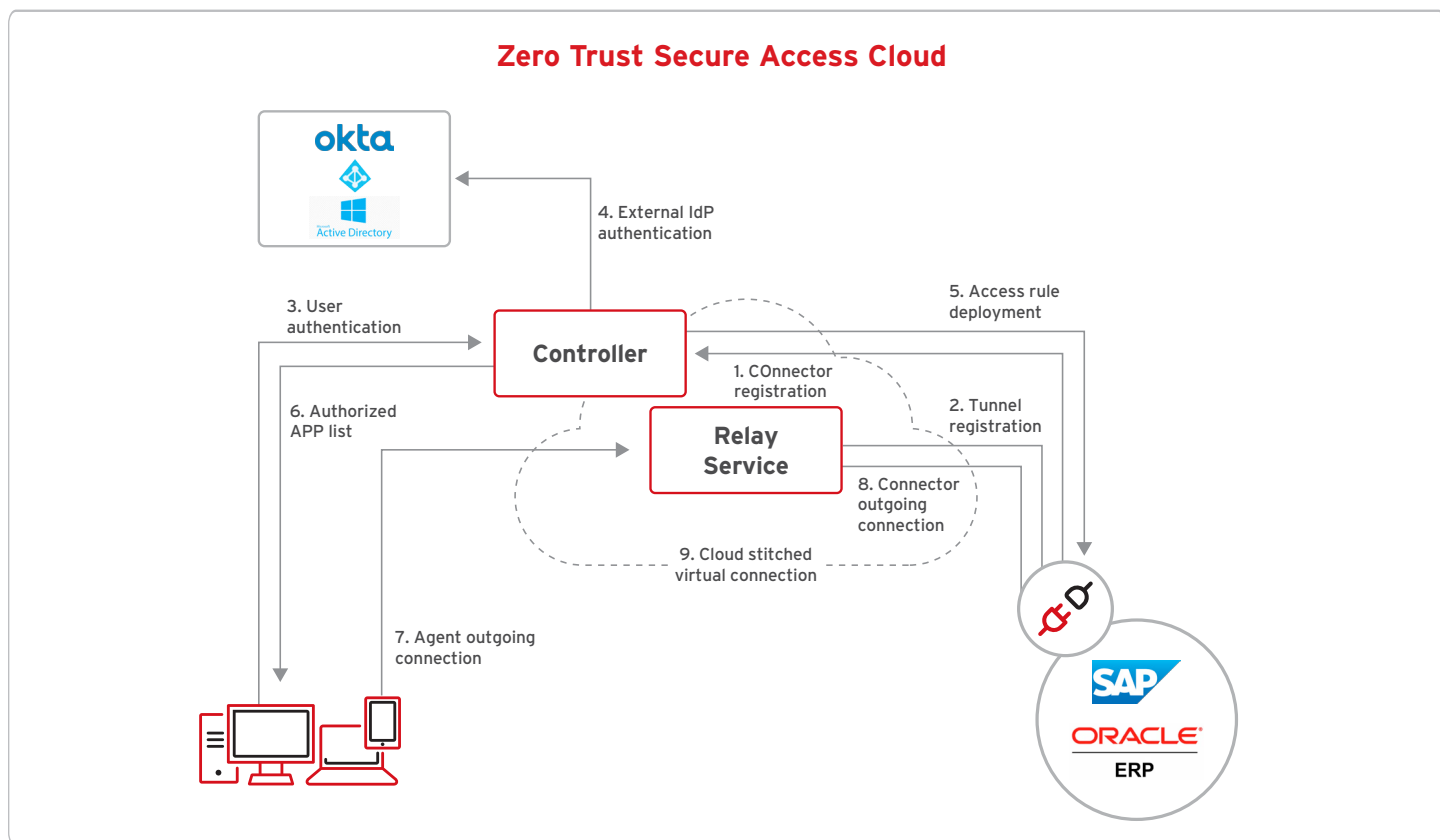 Zero Trust Secure Access Cloud
okta
Active Directory
4. External IdP
authentication
3. User
authentication
5. Access rule
deployment
Controller
1. COnnector
registration
6. Authorized
APP list
2. Tunnel
registration
Relay
Service
8. Connector
outgoing
connection
9. Cloud stitched
virtual connection
7. Agent outgoing
connection
SAP
ORACLE
ERP